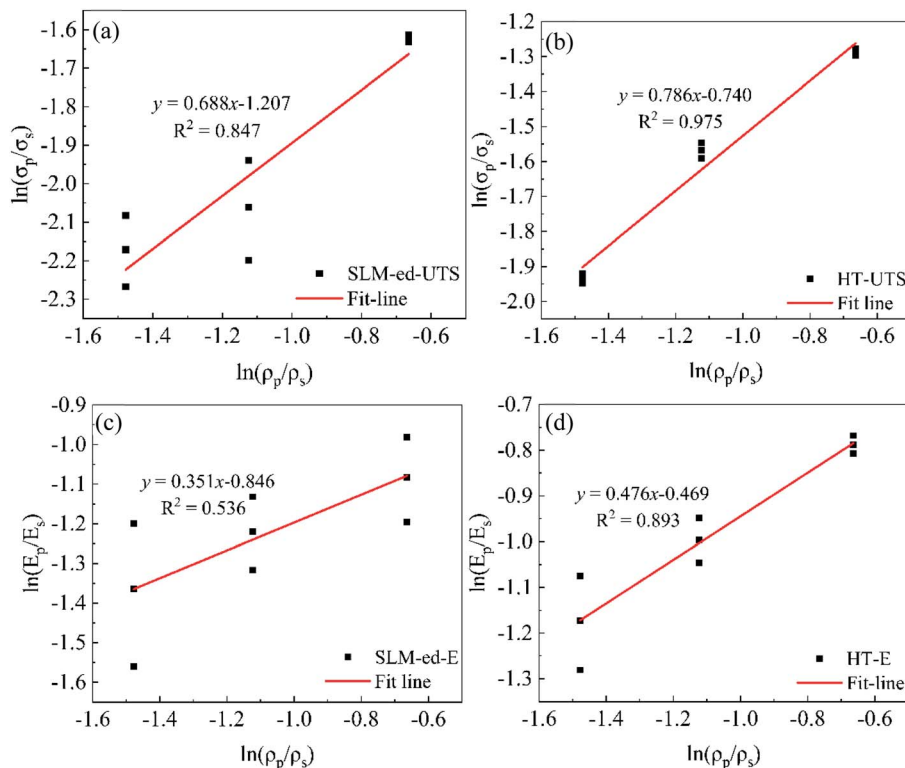 (a)
-1.6
-1.7
-1.8
-1.9
-2.0
-2.1
-2.2
-2.3
ln(σp/σs)
y = 0.688x-1.207
R² = 0.847
SLM-ed-UTS
Fit-line
-1.6 -1.4 -1.2 -1.0 -0.8 -0.6 -0.4
ln(ρp/ρs)
(b)
-1.2
-1.3
-1.4
-1.5
-1.6
-1.7
-1.8
-1.9
-2.0
ln(σp/σs)
y = 0.786x-0.740
R² = 0.975
HT-UTS
Fit line
-1.6 -1.4 -1.2 -1.0 -0.8 -0.6 -0.4
ln(ρp/ρs)
(c)
-0.9
-1.0
-1.1
-1.2
-1.3
-1.4
-1.5
-1.6
ln(Ep/Es)
y = 0.351x-0.846
R² = 0.536
SLM-ed-E
Fit line
-1.6 -1.4 -1.2 -1.0 -0.8 -0.6 -0.4
ln(ρp/ρs)
(d)
-0.7
-0.8
-0.9
-1.0
-1.1
-1.2
-1.3
ln(Ep/Es)
y = 0.476x-0.469
R² = 0.893
HT-E
Fit-line
-1.6 -1.4 -1.2 -1.0 -0.8 -0.6 -0.4
ln(ρp/ρs)